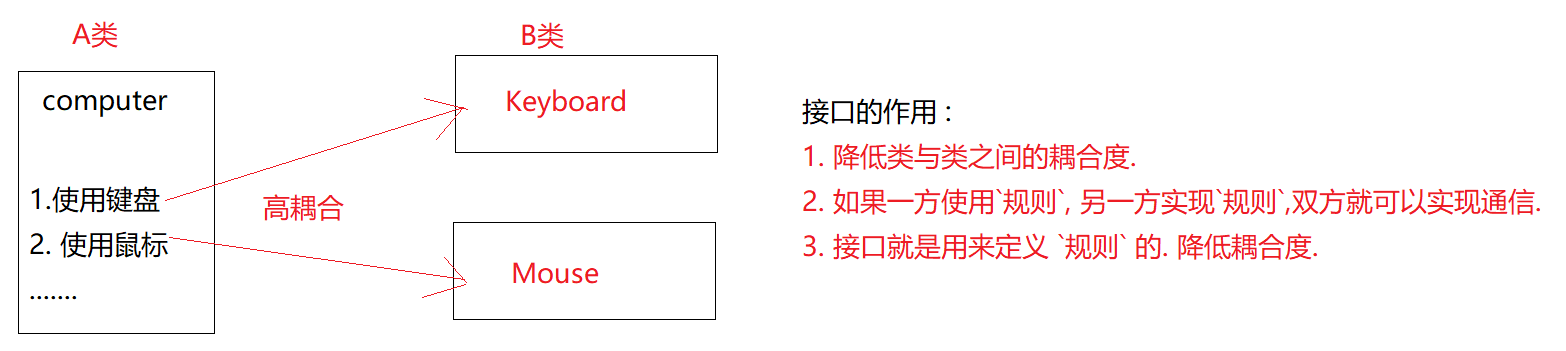 A类
B类
computer
Keyboard
1.使用键盘
高耦合
2. 使用鼠标
Mouse
.......
接口的作用 :
1. 降低类与类之间的耦合度.
2. 如果一方使用`规则`, 另一方实现`规则`,双方就可以实现通信.
3. 接口就是用来定义 `规则` 的. 降低耦合度.